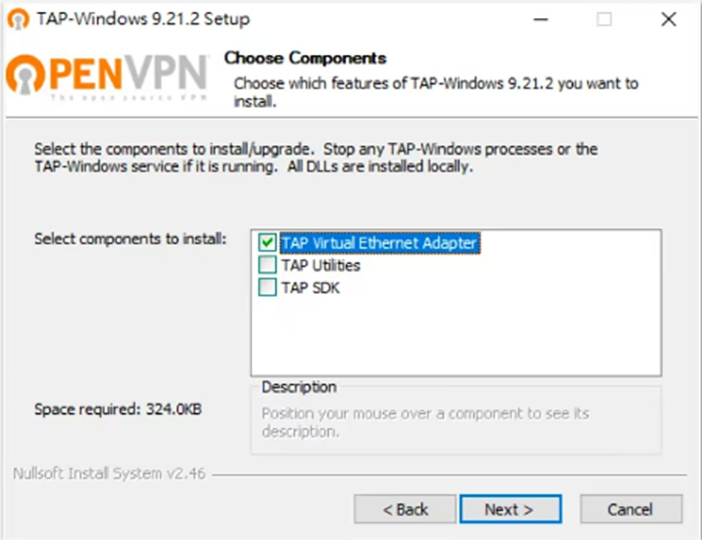 TAP-Windows 9.21.2 Setup
OPENVPN
The open source VPN
Choose Components
Choose which features of TAP-Windows 9.21.2 you want to
install.
Select the components to install/upgrade. Stop any TAP-Windows processes or the
TAP-Windows service if it is running. All DLLs are installed locally.
Select components to install:
TAP Virtual Ethernet Adapter
TAP Utilities
TAP SDK
Space required: 324.0KB
Description
Position your mouse over a component to see its
description.
Nullsoft Install System v2.46
< Back
Next >
Cancel